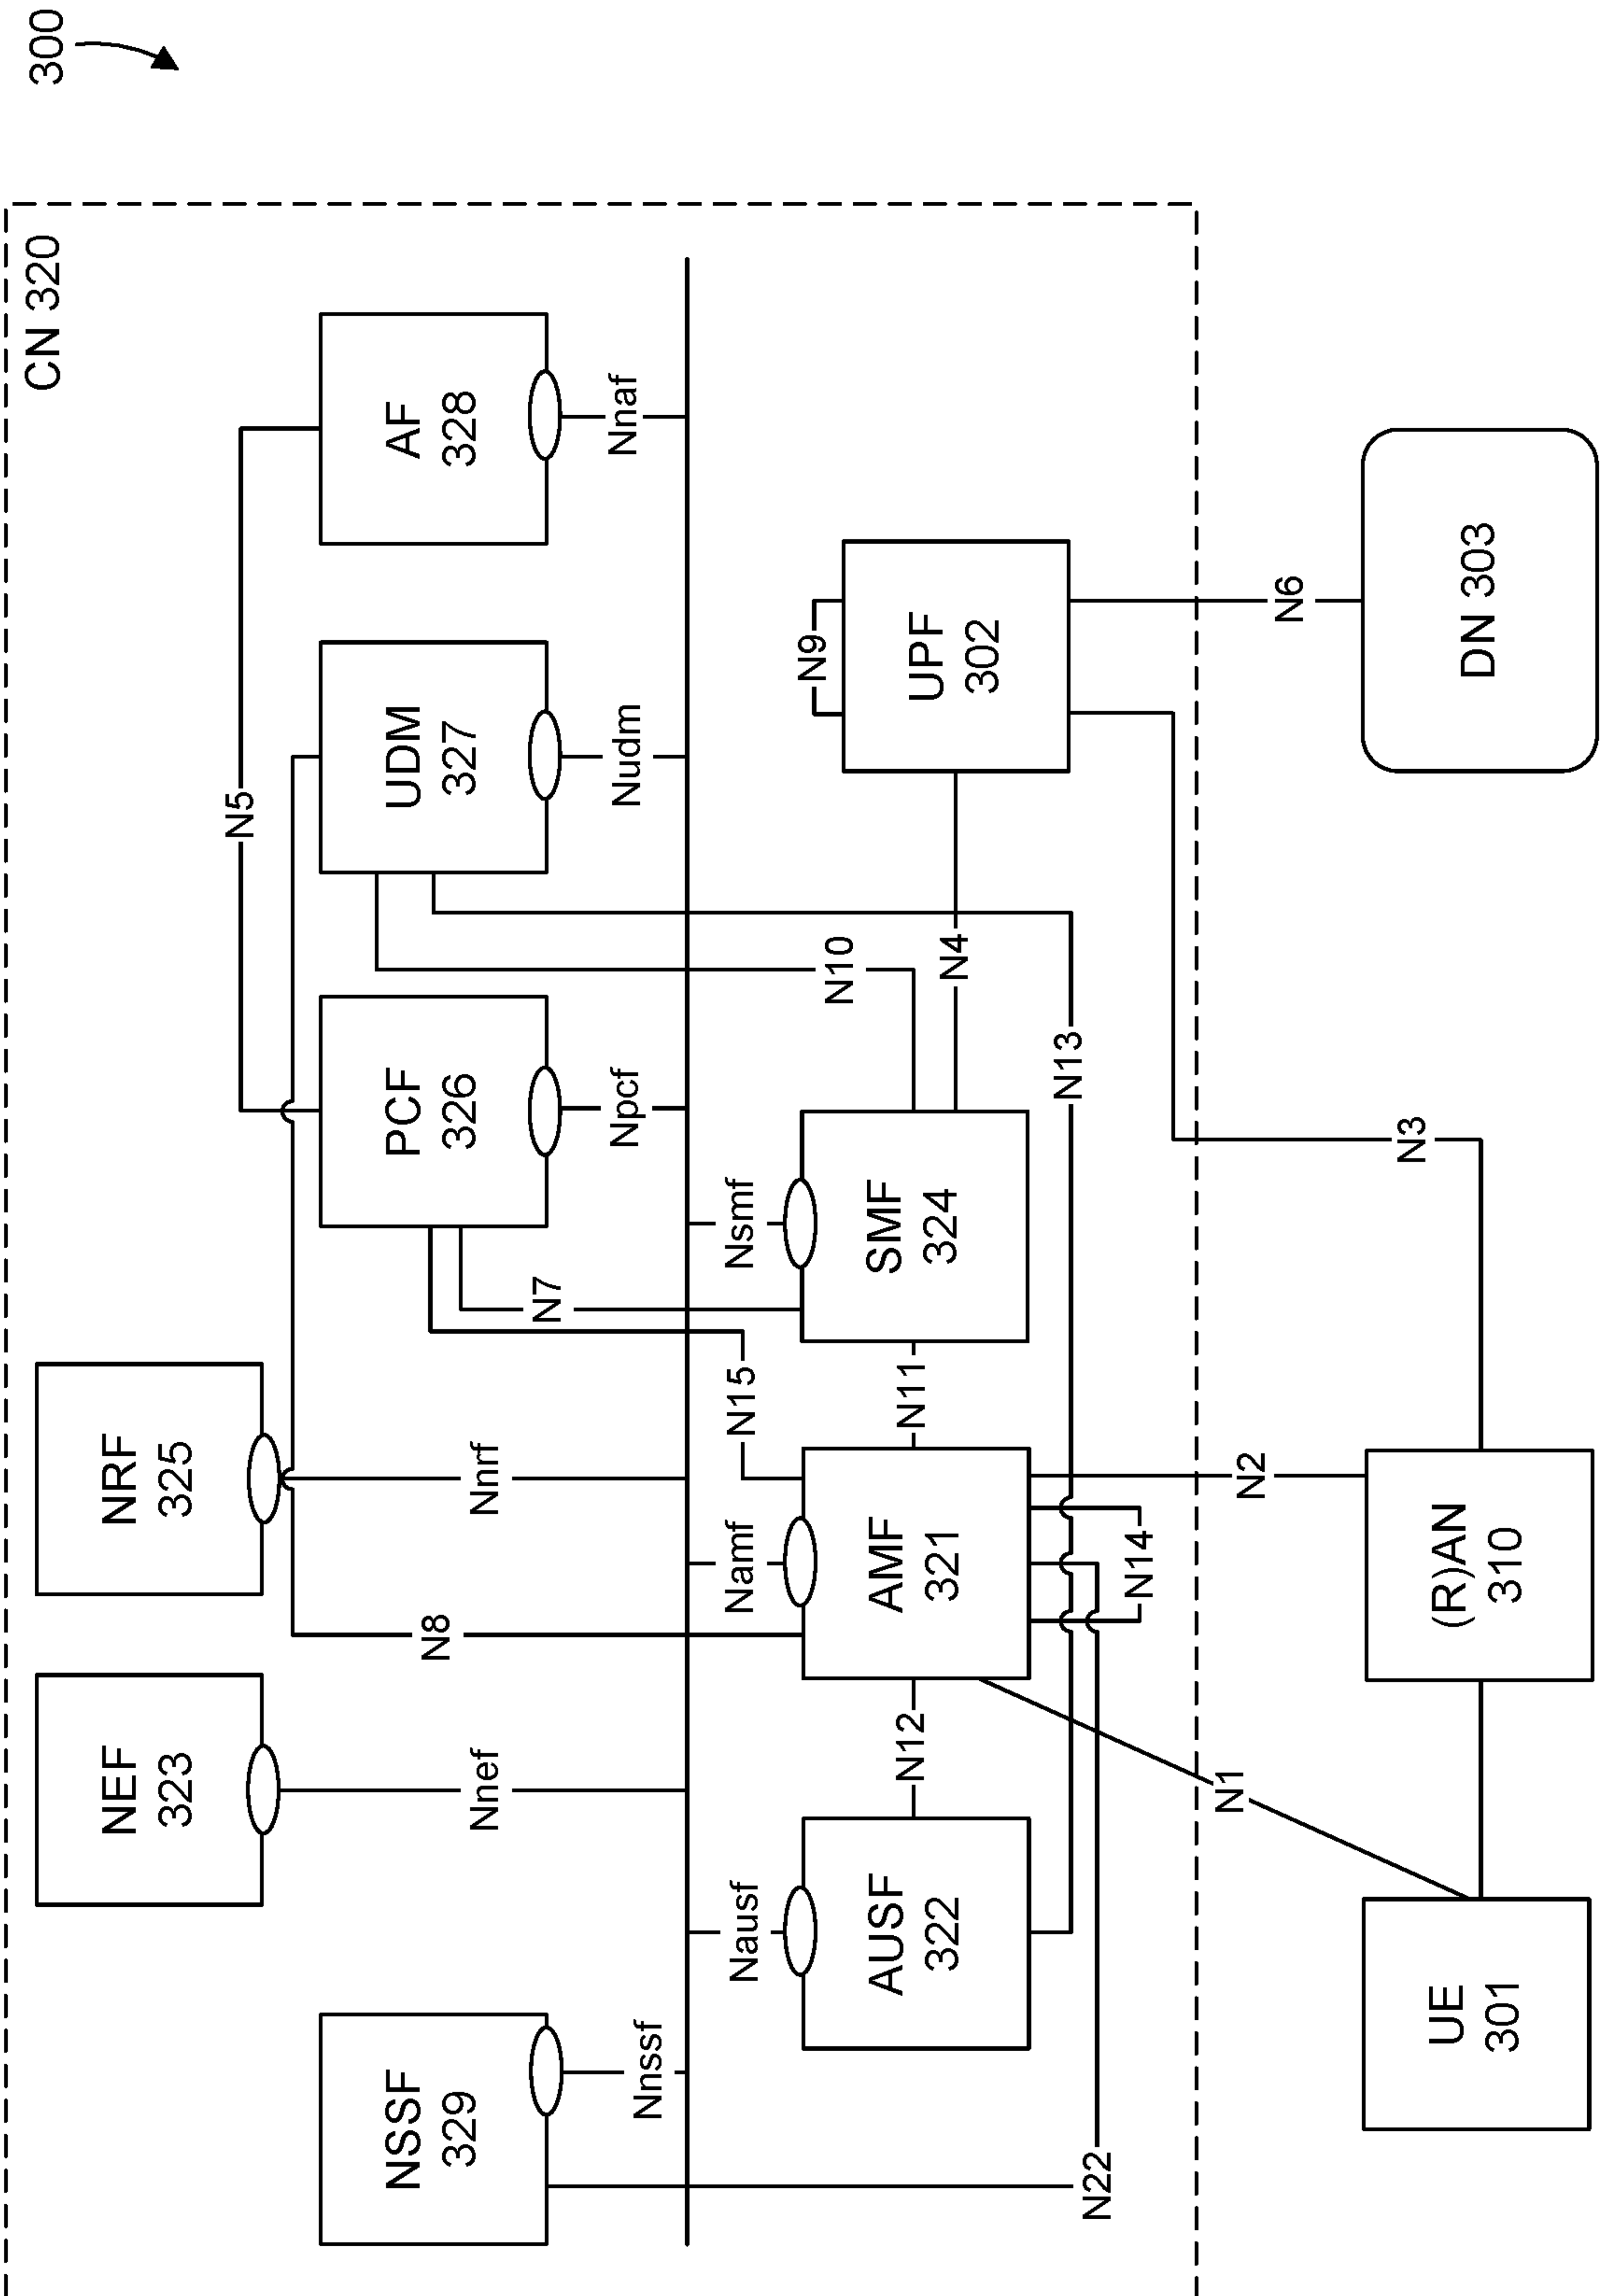 300
CN 320
NEF
323
NRF
325
N5
NSSF
329
PCF
326
UDM
327
AF
328
N8
Nnef
Nnrf
N7
Nnssf
Npcf
Nudm
Nnaf
Nausf
Namf
N15
Nsmf
N10
N9
AUSF
322
N12
AMF
321
N11
SMF
324
N4
UPF
302
N13
N22
N14
N1
N2
N3
N6
UE
301
(R)AN
310
DN 303